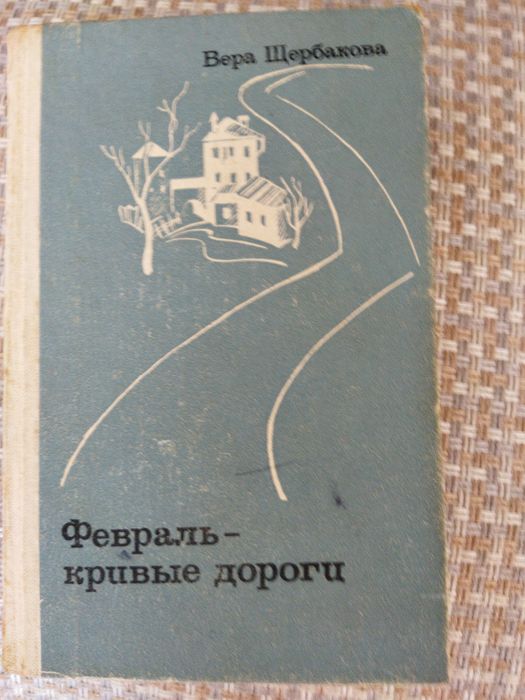 Вера Щербакова
Февраль –
кривые дороги